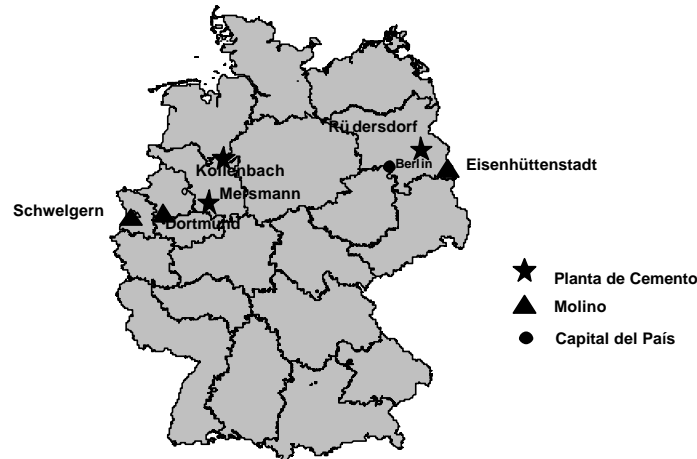 Rüdersdorf
Berlin
Kollenbach
Eisenhüttenstadt
Mersmann
Schwelgern
Dortmund
Planta de Cemento
Molino
Capital del País